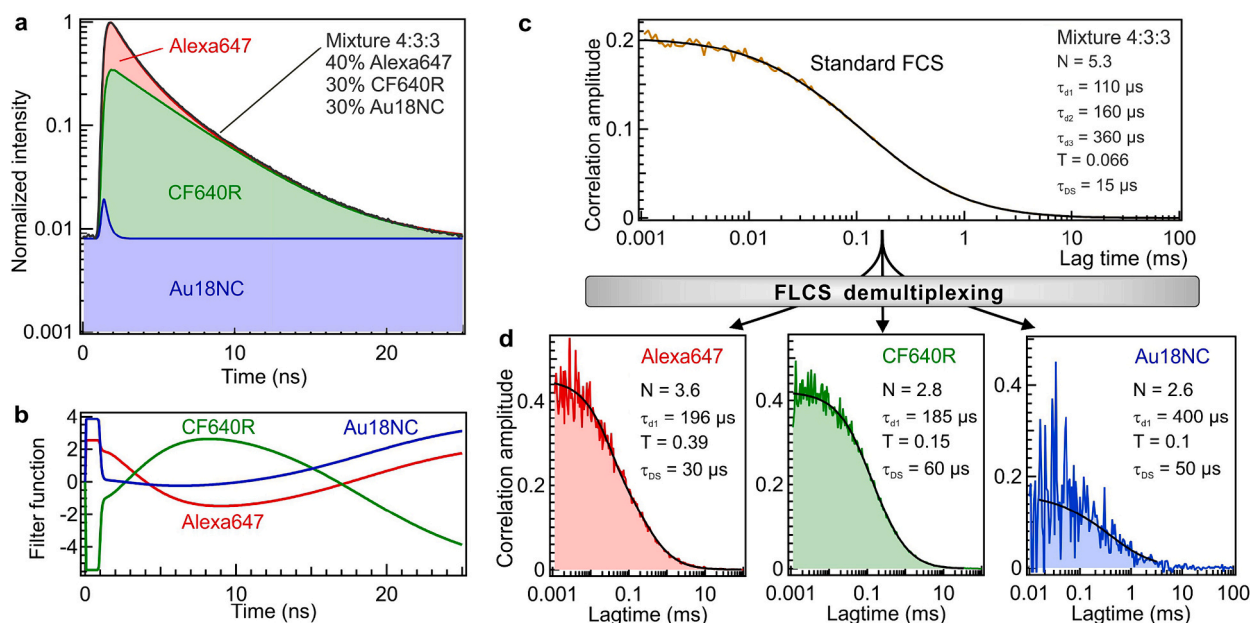 a
Normalized intensity
1
0.1
0.01
0.001
Alexa647
Mixture 4:3:3
40% Alexa647
30% CF640R
30% Au18NC
CF640R
Au18NC
0
10
20
Time (ns)
b
Filter function
4
2
0
-2
-4
CF640R
Au18NC
Alexa647
0
10
20
Time (ns)
c
Correlation amplitude
0.2
0.1
0
Standard FCS
Mixture 4:3:3
N = 5.3
τd1 = 110 µs
τd2 = 160 µs
τd3 = 360 µs
T = 0.066
τDS = 15 µs
0.001
0.01
0.1
1
10
100
Lag time (ms)
FLCS demultiplexing
d
Correlation amplitude
0.4
0.2
0
Alexa647
N = 3.6
τd1 = 196 µs
T = 0.39
τDS = 30 µs
0.001
0.1
10
Lagtime (ms)
0.4
0.2
0
CF640R
N = 2.8
τd1 = 185 µs
T = 0.15
τDS = 60 µs
0.001
0.1
10
Lagtime (ms)
0.4
0.2
0
Au18NC
N = 2.6
τd1 = 400 µs
T = 0.1
τDS = 50 µs
0.01
0.1
1
10
100
Lagtime (ms)